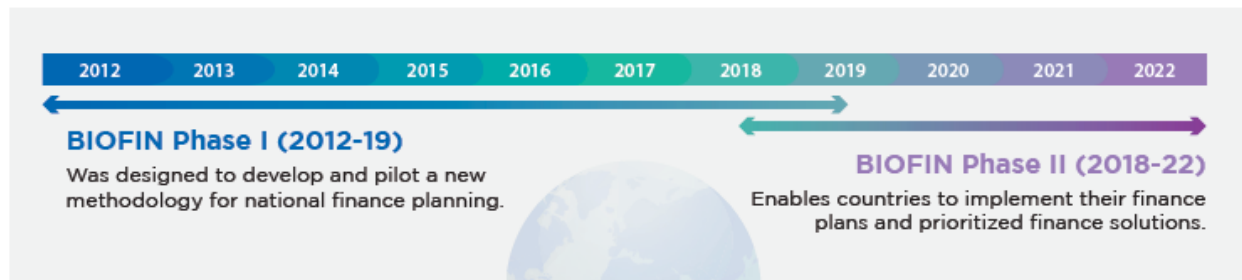 2012 2013 2014 2015 2016 2017 2018 2019 2020 2021 2022
BIOFIN Phase I (2012-19)
Was designed to develop and pilot a new
methodology for national finance planning.
BIOFIN Phase II (2018-22)
Enables countries to implement their finance
plans and prioritized finance solutions.